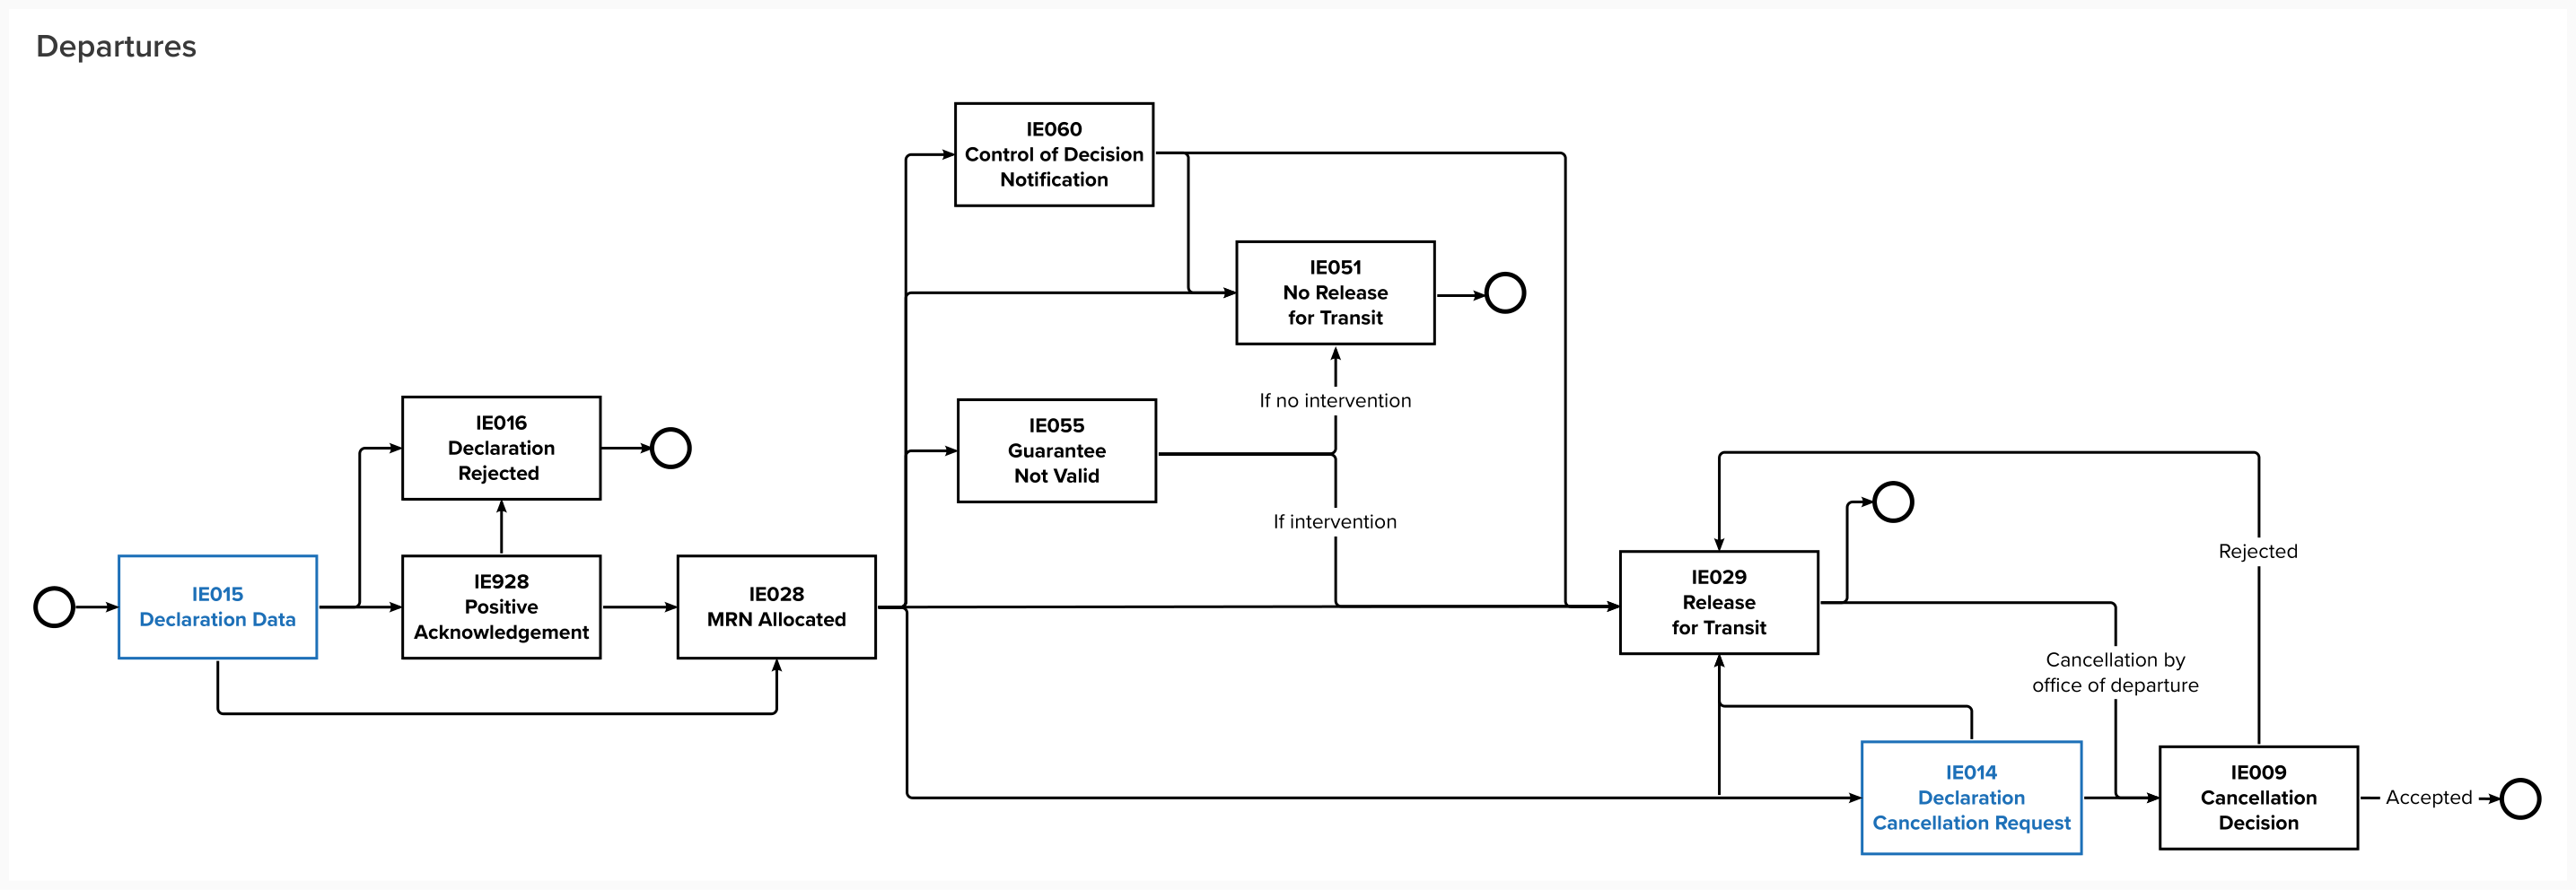 Departures
IE060
Control of Decision
Notification
IE051
No Release
for Transit
If no intervention
IE016
Declaration
Rejected
IE055
Guarantee
Not Valid
If intervention
Rejected
IE015
Declaration Data
IE928
Positive
Acknowledgement
IE028
MRN Allocated
IE029
Release
for Transit
Cancellation by
office of departure
IE014
Declaration
Cancellation Request
IE009
Cancellation
Decision
Accepted